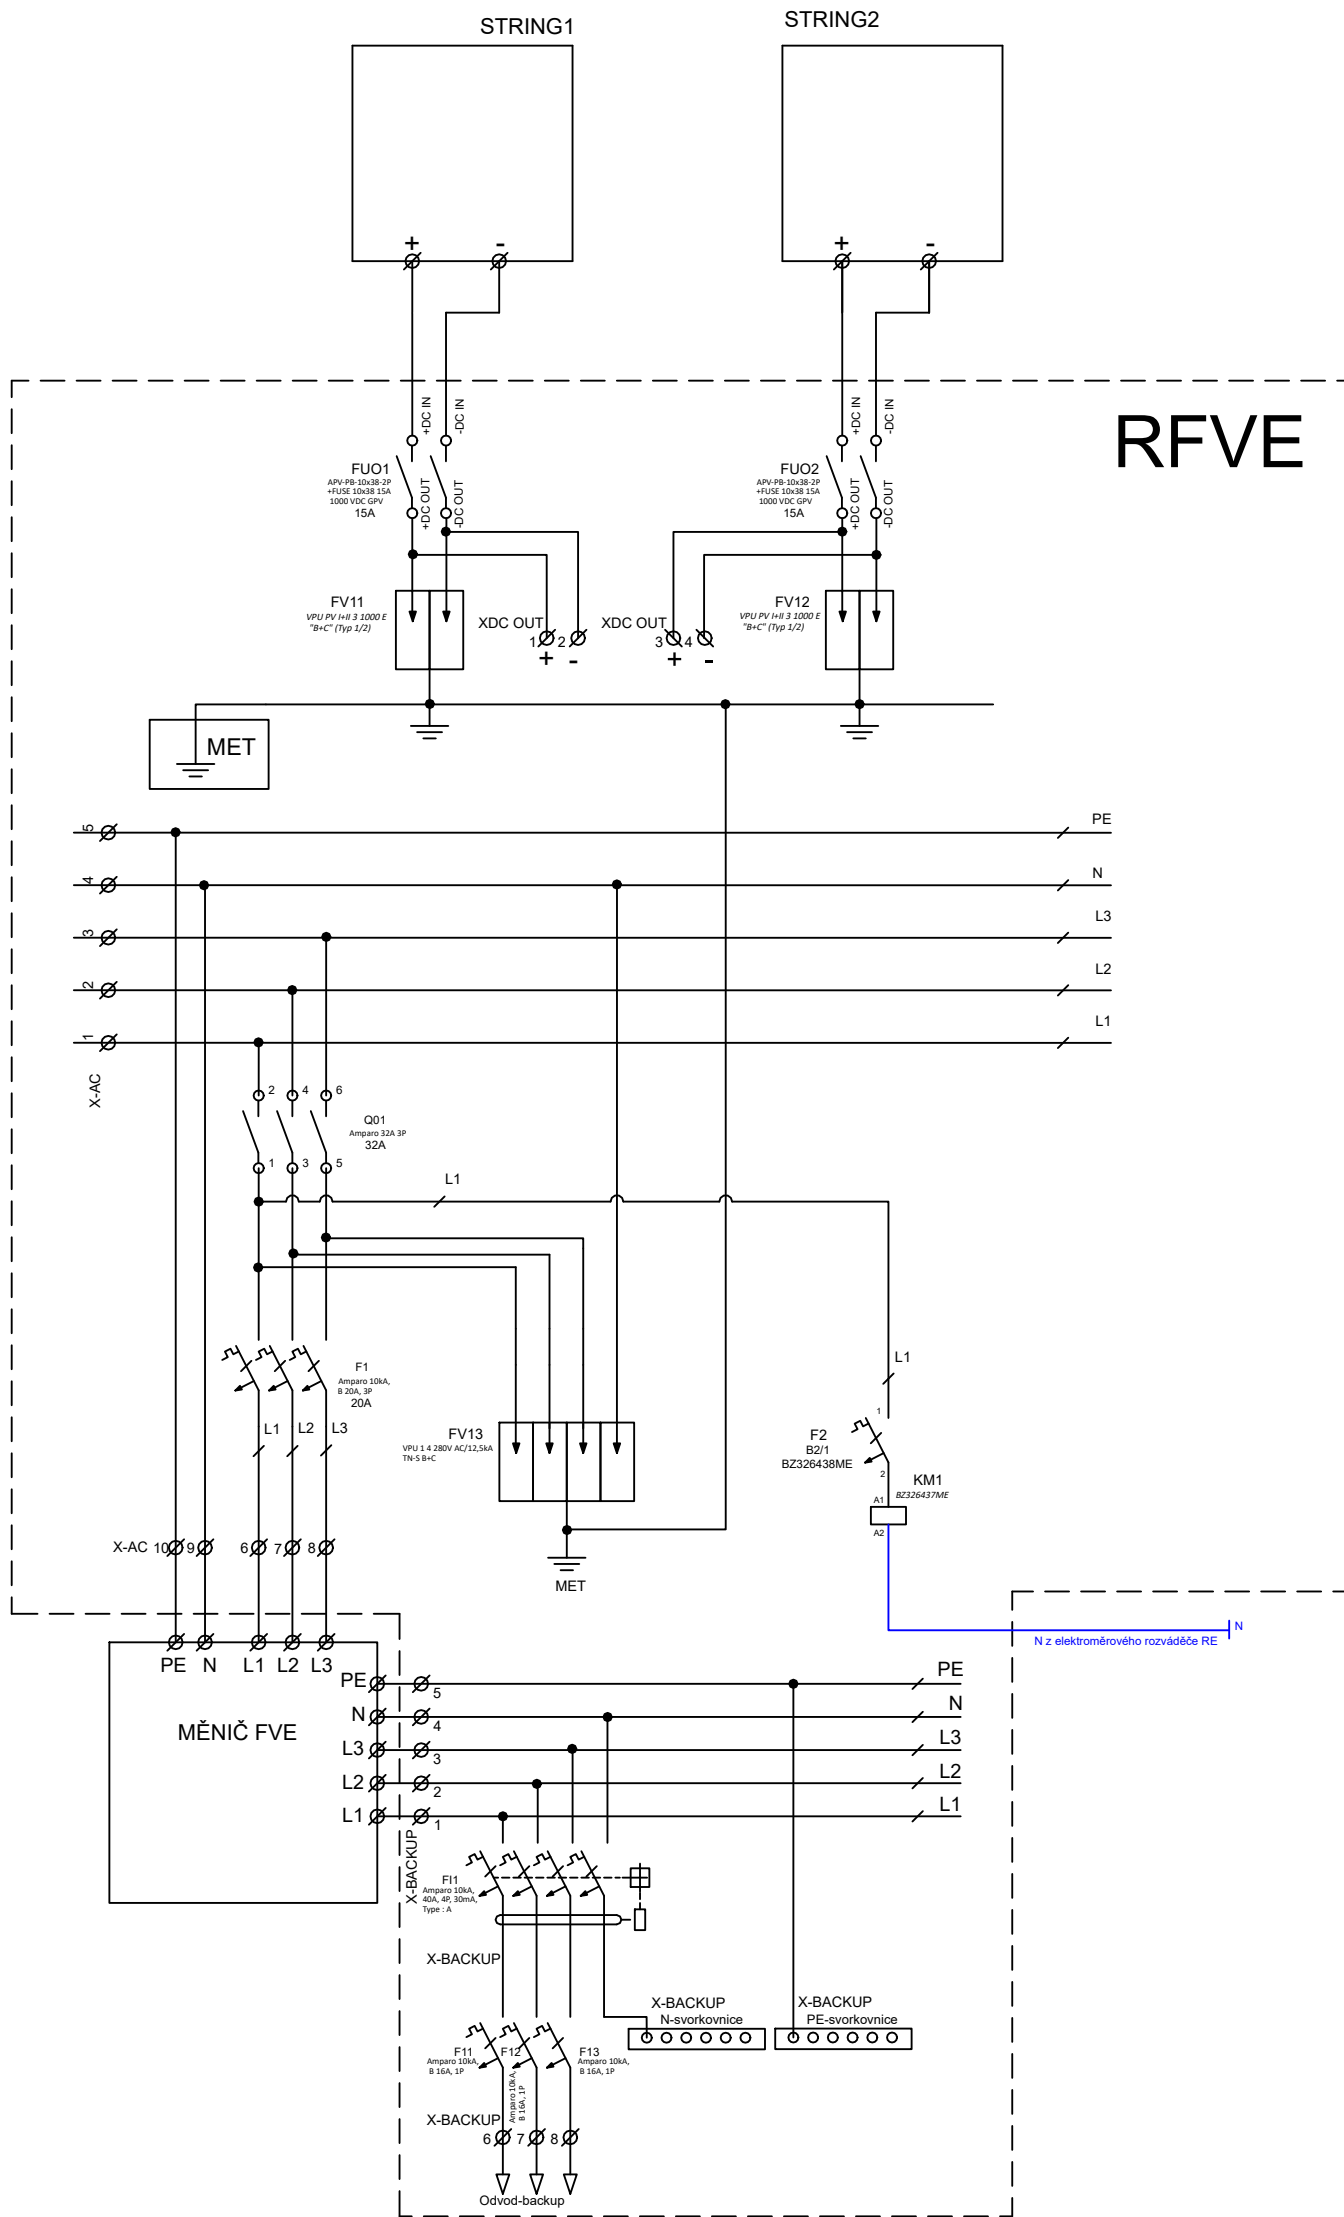 STRING1
STRING2
+
-
+
-
RFVE
+DC IN
-DC IN
FUO1
APV-PB-10x38-2P
+FUSE 10x38 15A
1000 VDC GPV
15A
+DC OUT
-DC OUT
+DC IN
-DC IN
FUO2
APV-PB-10x38-2P
+FUSE 10x38 15A
1000 VDC GPV
15A
+DC OUT
-DC OUT
FV11
VPU PV I+II 3 1000 E
"B+C" (Typ 1/2)
XDC OUT
1 2
+ -
XDC OUT
3 4
+ -
FV12
VPU PV I+II 3 1000 E
"B+C" (Typ 1/2)
MET
5
PE
4
N
3
L3
2
L2
1
L1
X-AC
2 4 6
Q01
Amparo 32A 3P
32A
1 3 5
L1
L1
F1
Amparo 10kA,
B 20A, 3P
20A
L1 L2 L3
FV13
VPU 1 4 280V AC/12,5kA
TN-S B+C
1
F2
B2/1
BZ326438ME
2
KM1
BZ326437ME
A1
A2
X-AC 10 9 6 7 8
MET
N
N z elektroměrového rozváděče RE
PE N L1 L2 L3
MĚNIČ FVE
PE 5 PE
N 4 N
L3 3 L3
L2 2 L2
L1 1 L1
X-BACKUP
FI1
Amparo 10kA,
40A, 4P, 30mA,
Type : A
X-BACKUP
X-BACKUP
N-svorkovnice
X-BACKUP
PE-svorkovnice
F11
Amparo 10kA,
B 16A, 1P
F12
Amparo 10kA,
B 16A, 1P
F13
Amparo 10kA,
B 16A, 1P
X-BACKUP
6 7 8
Odvod-backup